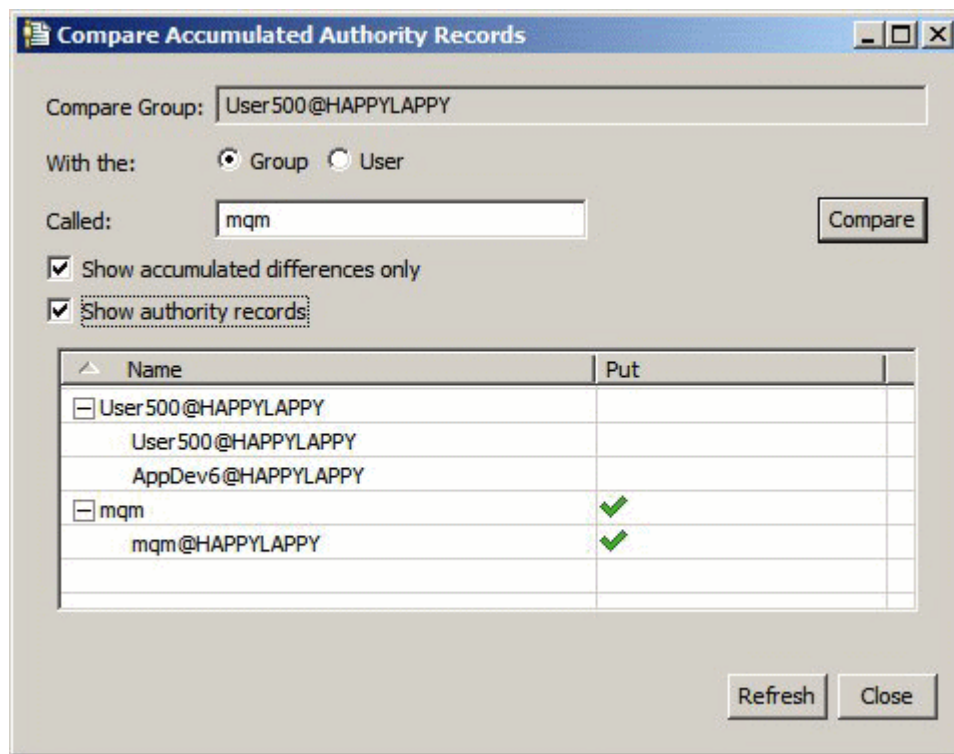 Compare Accumulated Authority Records
Compare Group: User500@HAPPYLAPPY
With the: Group User
Called: mqm Compare
Show accumulated differences only
Show authority records
Name Put
User500@HAPPYLAPPY
User500@HAPPYLAPPY
AppDev6@HAPPYLAPPY
mqm
mqm@HAPPYLAPPY
Refresh Close